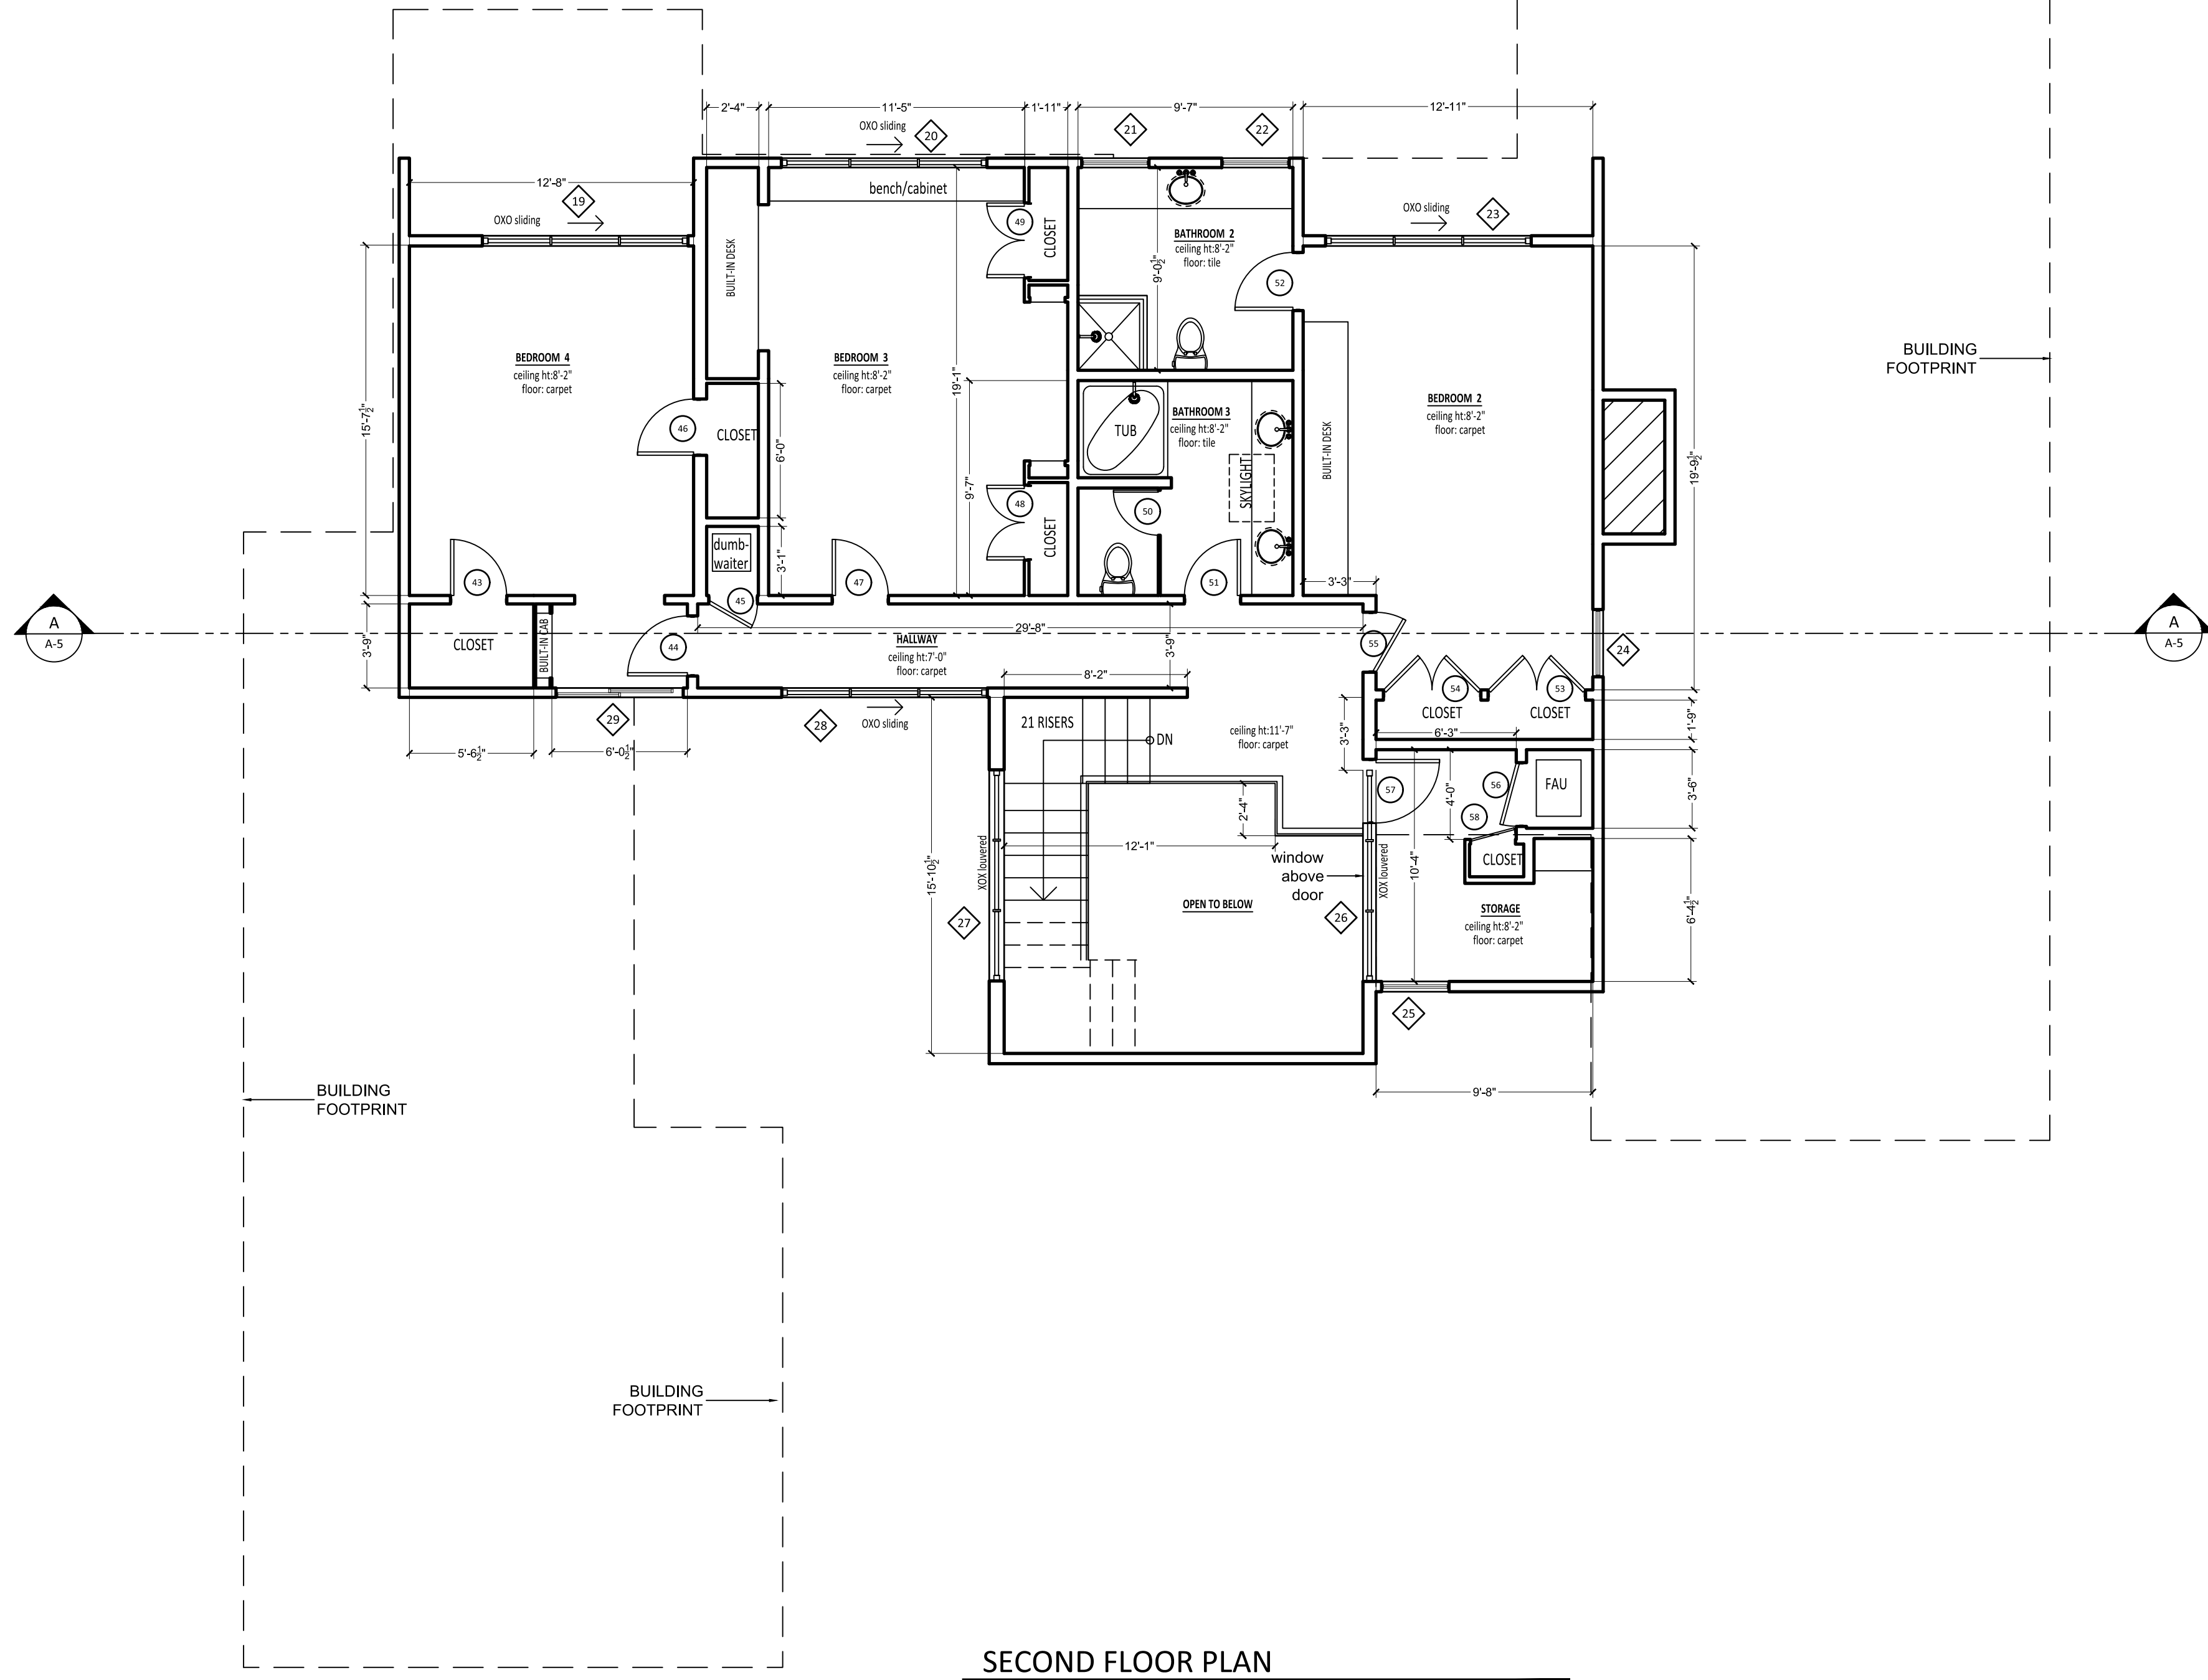 2'-4"
11'-5"
1'-11"
9'-7"
12'-11"
OXO sliding
20
21
22
12'-8"
19
OXO sliding
bench/cabinet
OXO sliding
23
BUILT-IN DESK
49
CLOSET
BATHROOM 2
ceiling ht:8'-2"
floor: tile
9'-0½"
52
BEDROOM 4
ceiling ht:8'-2"
floor: carpet
BEDROOM 3
ceiling ht:8'-2"
floor: carpet
19'-1"
BUILDING
FOOTPRINT
15'-7½"
46
CLOSET
6'-0"
9'-7"
TUB
BATHROOM 3
ceiling ht:8'-2"
floor: tile
SKYLIGHT
BUILT-IN DESK
BEDROOM 2
ceiling ht:8'-2"
floor: carpet
19'-9½"
48
CLOSET
50
dumb-
waiter
3'-1"
43
47
51
3'-3"
45
A
A-5
3'-9"
CLOSET
BUILT-IN CAB
44
29'-8"
HALLWAY
ceiling ht:7'-0"
floor: carpet
3'-9"
55
24
A
A-5
8'-2"
54
53
CLOSET
CLOSET
1'-9"
29
28
OXO sliding
21 RISERS
DN
ceiling ht:11'-7"
floor: carpet
3'-3"
6'-3"
5'-6½"
6'-0½"
57
56
FAU
3'-6"
4'-0"
58
2'-4"
XOX louvered
12'-1"
15'-10½"
window
above
door
XOX louvered
10'-4"
CLOSET
27
OPEN TO BELOW
26
STORAGE
ceiling ht:8'-2"
floor: carpet
6'-4½"
25
9'-8"
BUILDING
FOOTPRINT
BUILDING
FOOTPRINT
SECOND FLOOR PLAN